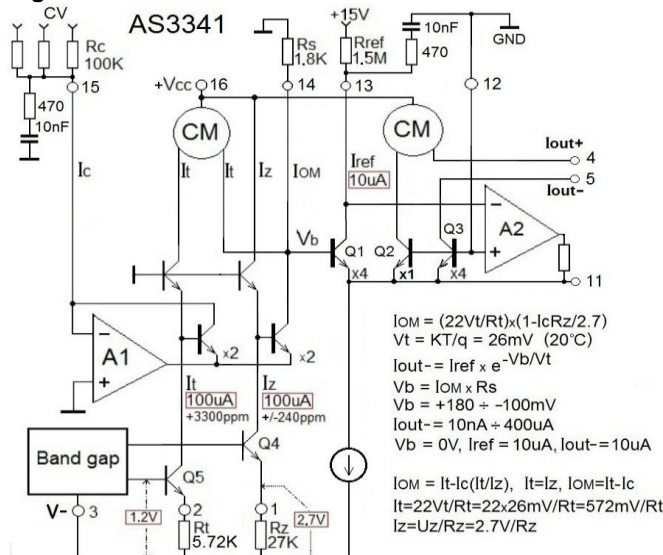 CV
AS3341
+15V
10nF
GND
Rc
100K
Rs
1.8K
Rref
1.5M
470
15
+Vcc 16
14
13
12
470
10nF
CM
CM
Iout+
4
5
Iout-
Ic
It
It
Iz
IOM
Iref
10uA
Vb
Q1
Q2
Q3
x4
x1
x4
A2
11
A1
x2
x2
It
100uA
+3300ppm
Iz
100uA
+/-240ppm
IOM = (22Vt/Rt)x(1-IcRz/2.7)
Vt = KT/q = 26mV (20°C)
Iout-= Iref x e-Vb/Vt
Vb = IOM x Rs
Vb = +180 ÷ -100mV
Iout-= 10nA÷400uA
Vb = 0V, Iref = 10uA, Iout-= 10uA
Band gap
Q4
Q5
IOM = It-Ic(It/Iz), It=Iz, IOM=It-Ic
It=22Vt/Rt=22x26mV/Rt=572mV/Rt
Iz=Uz/Rz=2.7V/Rz
V- 3
1.2V
2
Rt
5.72K
1
Rz
27K
2,7V